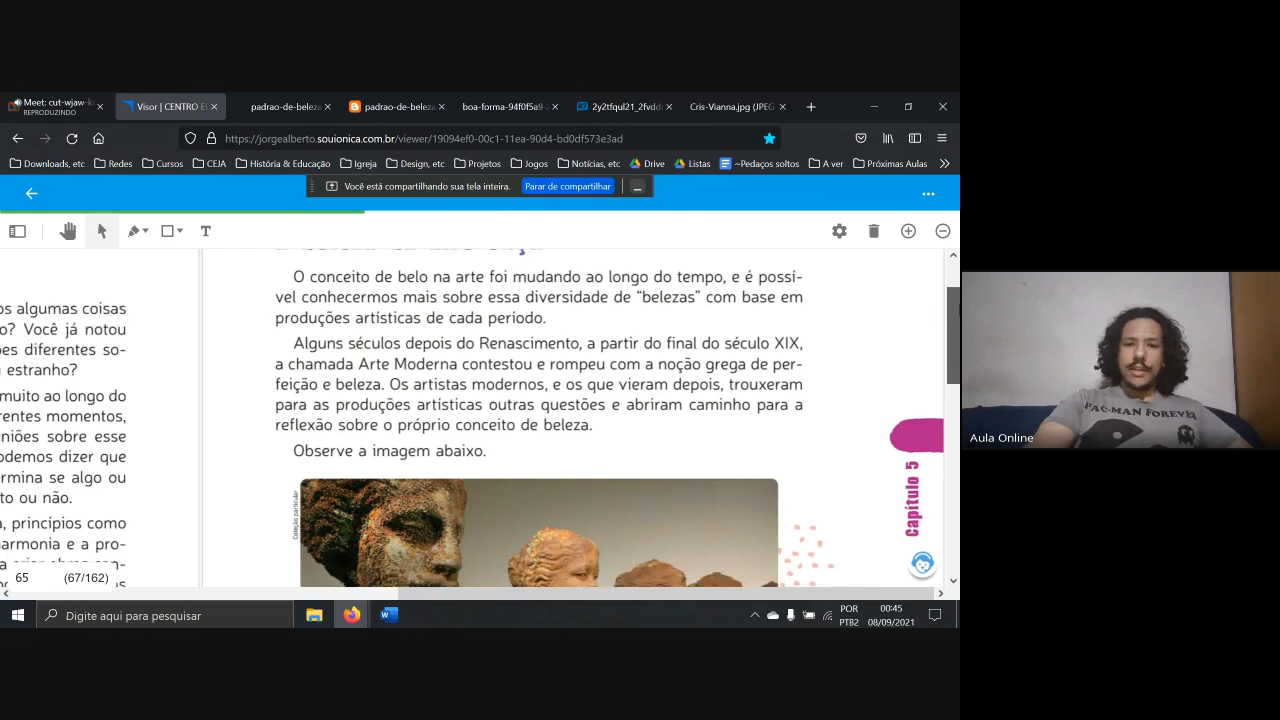 Meet: cut-wjaw-k
REPRODUZINDO
Visor | CENTRO E
padrao-de-beleza
padrao-de-beleza.
boa-forma-94f0f5a9-2
2y2tfqul21_2fvdd
Cris-Vianna.jpg (JPEG
https://jorgealberto.souionica.com.br/viewer/19094ef0-00c1-11ea-90d4-bd0df573e3ad
Downloads, etc
Redes
Cursos
CEJA
História & Educação
Igreja
Design, etc
Projetos
Jogos
Notícias, etc
Drive
Listas
~Pedaços soltos
A ver
Próximas Aulas
Você está compartilhando sua tela inteira.
Parar de compartilhar
T
os algumas coisas
o? Você já notou
es diferentes so-
estranho?
muito ao longo do
rentes momentos,
niões sobre esse
odemos dizer que
rmina se algo ou
to ou não.
a, princípios como
armonia e a pro-
65 (67/162)
O conceito de belo na arte foi mudando ao longo do tempo, e é possí-
vel conhecermos mais sobre essa diversidade de “belezas” com base em
produções artísticas de cada período.
Alguns séculos depois do Renascimento, a partir do final do século XIX,
a chamada Arte Moderna contestou e rompeu com a noção grega de per-
feição e beleza. Os artistas modernos, e os que vieram depois, trouxeram
para as produções artísticas outras questões e abriram caminho para a
reflexão sobre o próprio conceito de beleza.
Observe a imagem abaixo.
Coleção particular
Capítulo 5
Digite aqui para pesquisar
POR
PTB2
00:45
08/09/2021
PAC-MAN FOREVER
Aula Online